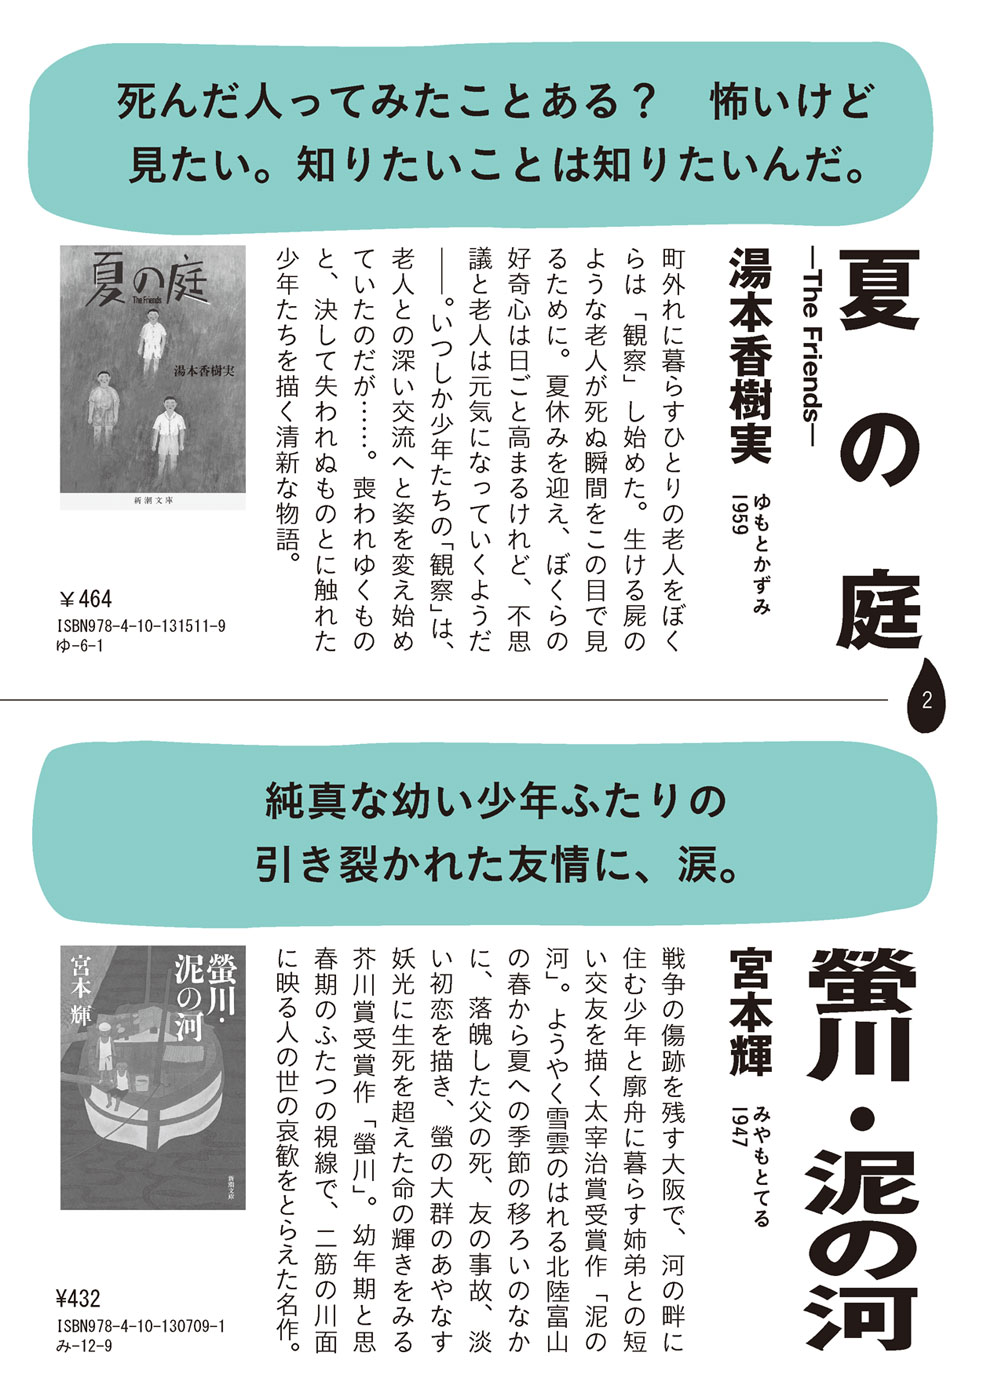 死んだ人ってみたことある？　怖いけど
見たい。知りたいことは知りたいんだ。
夏の庭
—The Friends—
湯本香樹実
ゆもとかずみ
1959
町外れに暮らすひとりの老人をぼく
らは「観察」し始めた。生ける屍の
ような老人が死ぬ瞬間をこの目で見
るために。夏休みを迎え、ぼくらの
好奇心は日ごと高まるけれど、不思
議と老人は元気になっていくようだ
――。いつしか少年たちの「観察」は、
老人との深い交流へと姿を変え始め
ていたのだが……。喪われゆくもの
と、決して失われぬものとに触れた
少年たちを描く清新な物語。
夏の庭
The Friends
湯本香樹実
新潮文庫
￥464
ISBN978-4-10-131511-9
ゆ-6-1
2
純真な幼い少年ふたりの
引き裂かれた友情に、涙。
螢川・泥の河
宮本輝
みやもとてる
1947
戦争の傷跡を残す大阪で、河の畔に
住む少年と廓舟に暮らす姉弟との短
い交友を描く太宰治賞受賞作「泥の
河」。ようやく雪雲のはれる北陸富山
の春から夏への季節の移ろいのなか
に、落魄した父の死、友の事故、淡
い初恋を描き、螢の大群のあやなす
妖光に生死を超えた命の輝きをみる
芥川賞受賞作「螢川」。幼年期と思
春期のふたつの視線で、二筋の川面
に映る人の世の哀歓をとらえた名作。
螢川・
泥の河
宮本輝
新潮文庫
¥432
ISBN978-4-10-130709-1
み-12-9